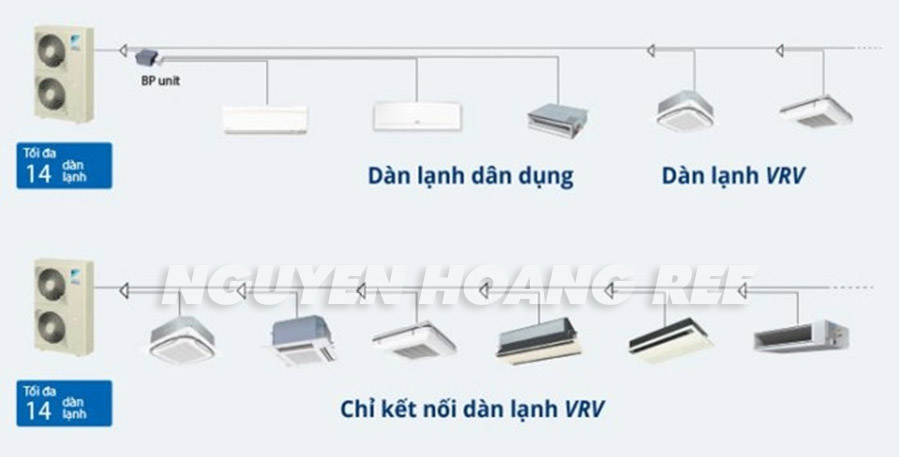 BP unit
Tối đa
14 dàn lạnh
Dàn lạnh dân dụng
Dàn lạnh VRV
NGUYEN HOANG REE
Tối đa
14 dàn lạnh
Chỉ kết nối dàn lạnh VRV